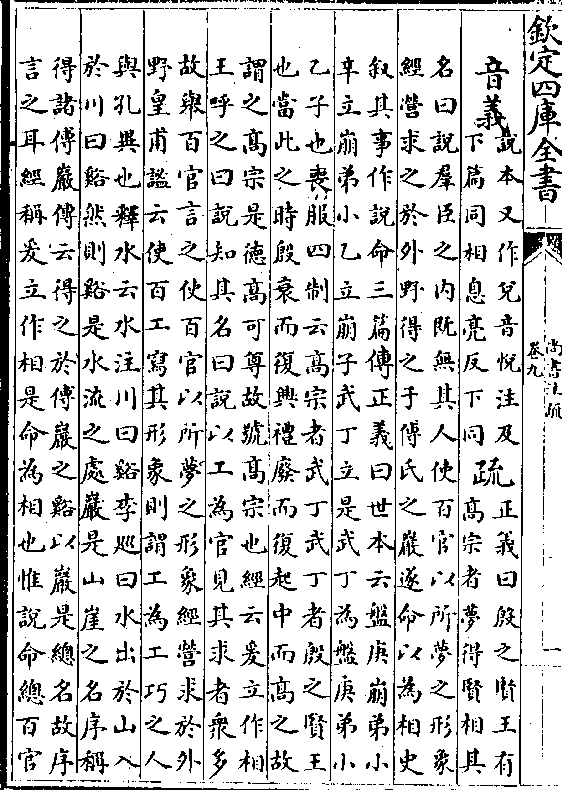 欽定四庫全書
尚書注疏
卷九
音義說本又作兌音悅注及
下篇同相息亮反下同
疏正義曰殷之賢王有
高宗者夢得賢相其
名曰說羣臣之內既無其人使百官以所夢之形象
經營求之於外野得之于傅氏之巖遂命以為相史
叙其事作說命三篇傳正義曰世本云盤庚崩弟小
辛立崩弟小乙立崩子武丁立是武丁為盤庚弟小
乙子也喪服四制云高宗者武丁武丁者殷之賢王
也當此之時殷衰而復興禮廢而復起中而高之故
謂之高宗是德高可尊故號高宗也經云爰立作相
王呼之曰說知其名曰說以工為官見其求者衆多
故舉百官言之使百官以所夢之形象經營求於外
野皇甫謐云使百工寫其形象則謂工為工巧之人
與孔異也釋水云水注川曰谿李巡曰水出於山入
於川曰谿然則谿是水流之處巖是山崖之名序稱
得諸傅巖傳云得之於傅巖之谿以巖是總名故序
言之耳經稱爰立作相是命為相也惟說命總百官